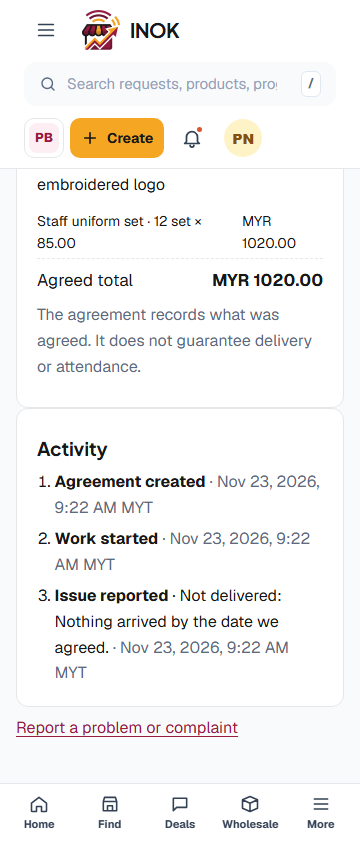 INOK
Search requests, products, pro
/
PB
Create
PN
embroidered logo
Staff uniform set · 12 set × 85.00
MYR 1020.00
Agreed total
MYR 1020.00
The agreement records what was
agreed. It does not guarantee delivery
or attendance.
Activity
1. Agreement created · Nov 23, 2026,
9:22 AM MYT
2. Work started · Nov 23, 2026, 9:22
AM MYT
3. Issue reported · Not delivered:
Nothing arrived by the date we
agreed. · Nov 23, 2026, 9:22 AM
MYT
Report a problem or complaint
Home
Find
Deals
Wholesale
More